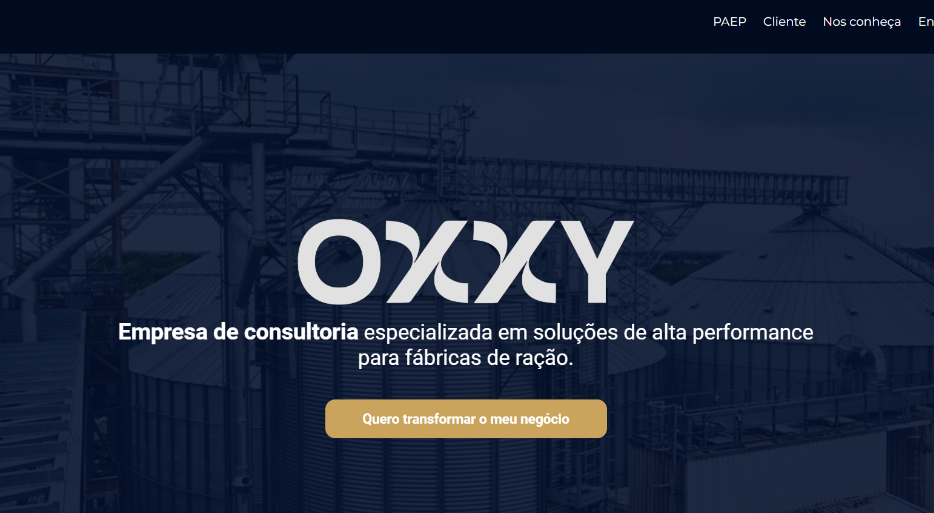 PAEP Cliente Nos conheça En
OXXY
Empresa de consultoria especializada em soluções de alta performance
para fábricas de ração.
Quero transformar o meu negócio